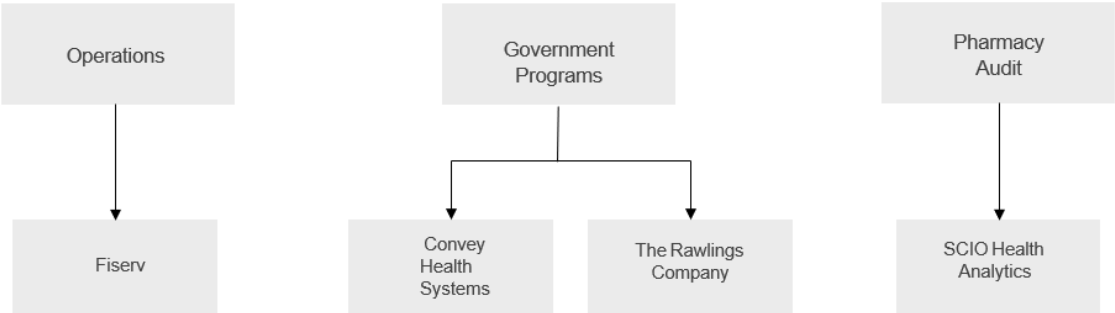 Operations
Government
Programs
Pharmacy
Audit
Fiserv
Convey
Health
Systems
The Rawlings
Company
SCIO Health
Analytics